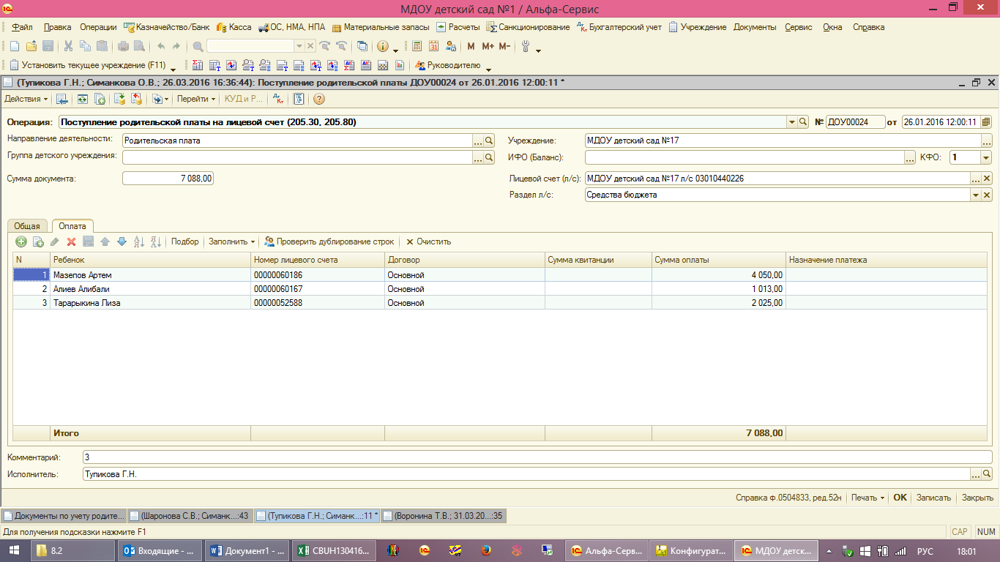 МДОУ детский сад №1 / Альфа-Сервис
Файл Правка Операции Казначейство/Банк Касса ОС, НМА, НПА Материальные запасы Расчеты Санкционирование Бухгалтерский учет Учреждение Документы Сервис Окна Справка
M M+ M-
Установить текущее учреждение (F11) Руководителю
(Тупикова Г.Н.; Симанкова О.В.; 26.03.2016 16:36:44): Поступление родительской платы ДОУ00024 от 26.01.2016 12:00:11 *
Действия Перейти КУД и Р...
Операция: Поступление родительской платы на лицевой счет (205.30, 205.80) № ДОУ00024 от 26.01.2016 12:00:11
Направление деятельности: Родительская плата Учреждение: МДОУ детский сад №17
Группа детского учреждения: ИФО (Баланс): КФО: 1
Сумма документа: 7 088,00 Лицевой счет (л/с): МДОУ детский сад №17 л/с 03010440226
Раздел л/с: Средства бюджета
Общая Оплата
Подбор Заполнить Проверить дублирование строк Очистить
N Ребенок Номер лицевого счета Договор Сумма квитанции Сумма оплаты Назначение платежа
1 Мазепов Артем 00000060186 Основной 4 050,00
2 Алиев Алибали 00000060167 Основной 1 013,00
3 Тарарыкина Лиза 00000052588 Основной 2 025,00
Итого 7 088,00
Комментарий: 3
Исполнитель: Тупикова Г.Н.
Справка ф.0504833, ред.52н Печать OK Записать Закрыть
Документы по учету родите... (Шаронова С.В.; Симанк...:43 (Тупикова Г.Н.; Симанк...:11 * (Воронина Т.В.; 31.03.20...:35
Для получения подсказки нажмите F1 CAP NUM
8.2 Входящие - ... Документ1 - ... CBUH130416... Альфа-Серв... Конфигурат... МДОУ детск... РУС 18:01